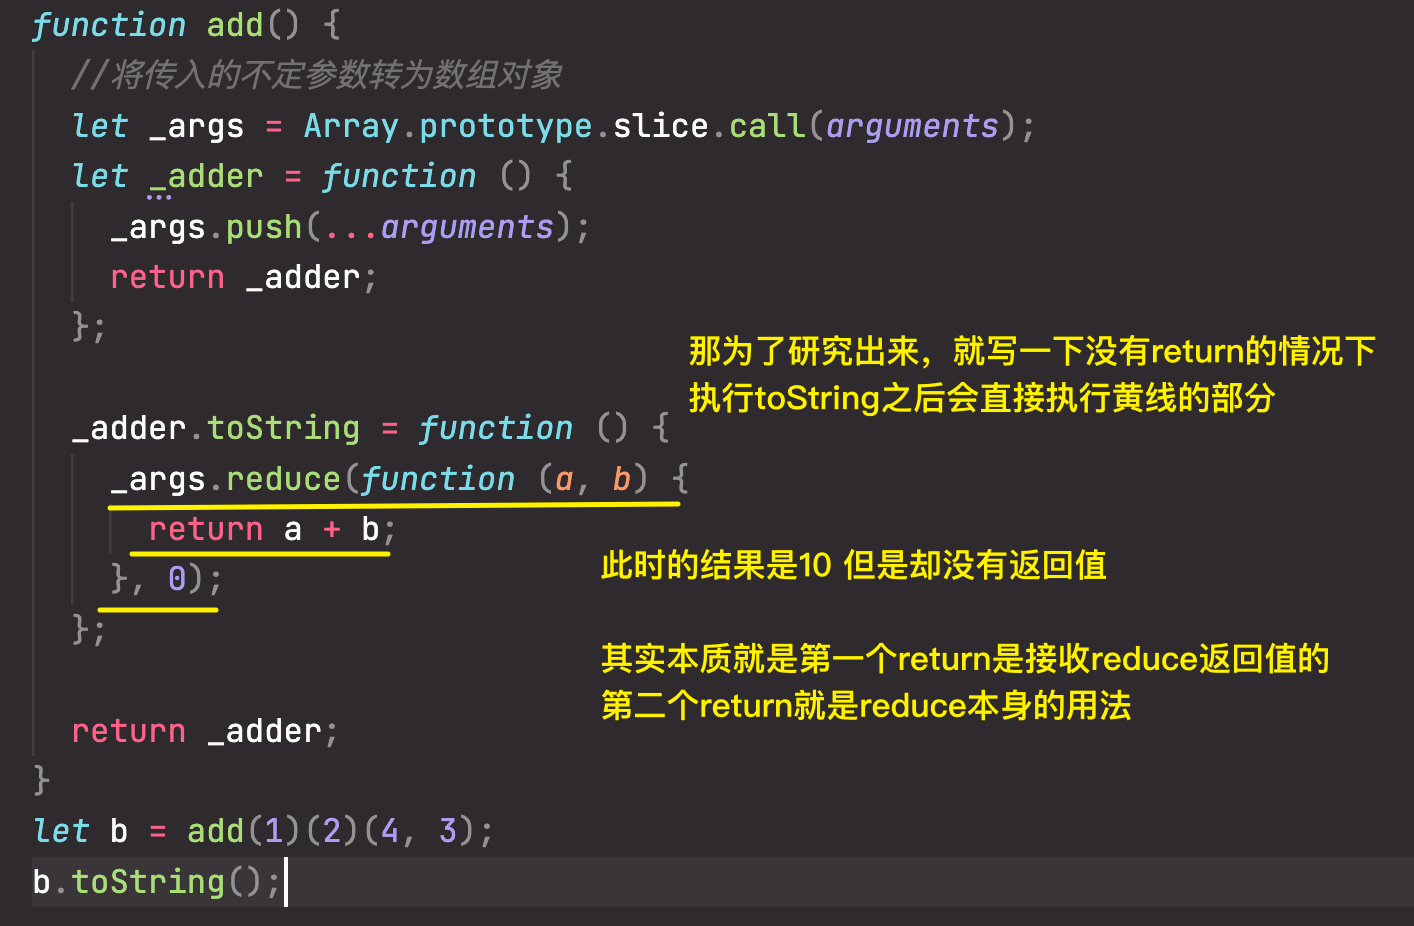 function add() {
//将传入的不定参数转为数组对象
let _args = Array.prototype.slice.call(arguments);
let _adder = function () {
_args.push(...arguments);
return _adder;
};
那为了研究出来，就写一下没有return的情况下
执行toString之后会直接执行黄线的部分
_adder.toString = function () {
_args.reduce(function (a, b) {
return a + b;
}, 0);
};
此时的结果是10 但是却没有返回值
其实本质就是第一个return是接收reduce返回值的
第二个return就是reduce本身的用法
return _adder;
}
let b = add(1)(2)(4, 3);
b.toString();